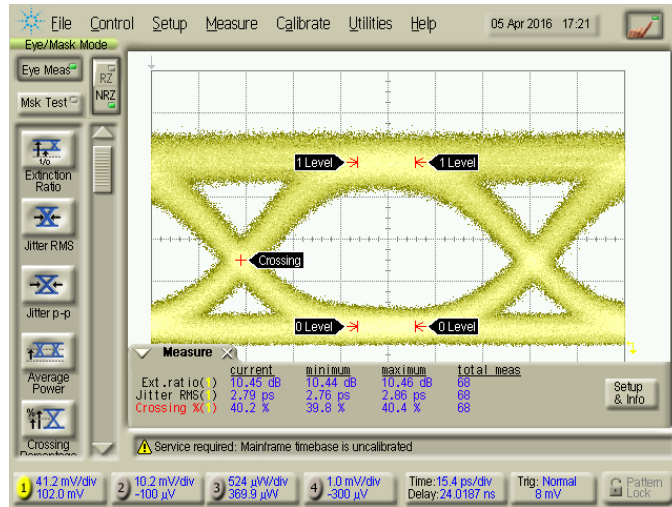 File Control Setup Measure Calibrate Utilities Help 05 Apr 2016 17:21
Eye/Mask Mode
Eye Meas
RZ
Msk Test
NRZ
1/0
Extinction
Ratio
Jitter RMS
Jitter p-p
Average
Power
%
Crossing
Percentage
1 Level 1 Level
Crossing
0 Level 0 Level
Measure
current minimum maximum total meas
Ext.ratio(1) 10.45 dB 10.44 dB 10.46 dB 68
Jitter RMS(1) 2.79 ps 2.76 ps 2.86 ps 68
Crossing %(1) 40.2 % 39.8 % 40.4 % 68
Setup
& Info
Service required: Mainframe timebase is uncalibrated
1 41.2 mV/div
102.0 mV
2 10.2 mV/div
-100 µV
3 524 µW/div
369.9 µW
4 1.0 mV/div
-300 µV
Time:15.4 ps/div
Delay:24.0187 ns
Trig: Normal
8 mV
Pattern
Lock